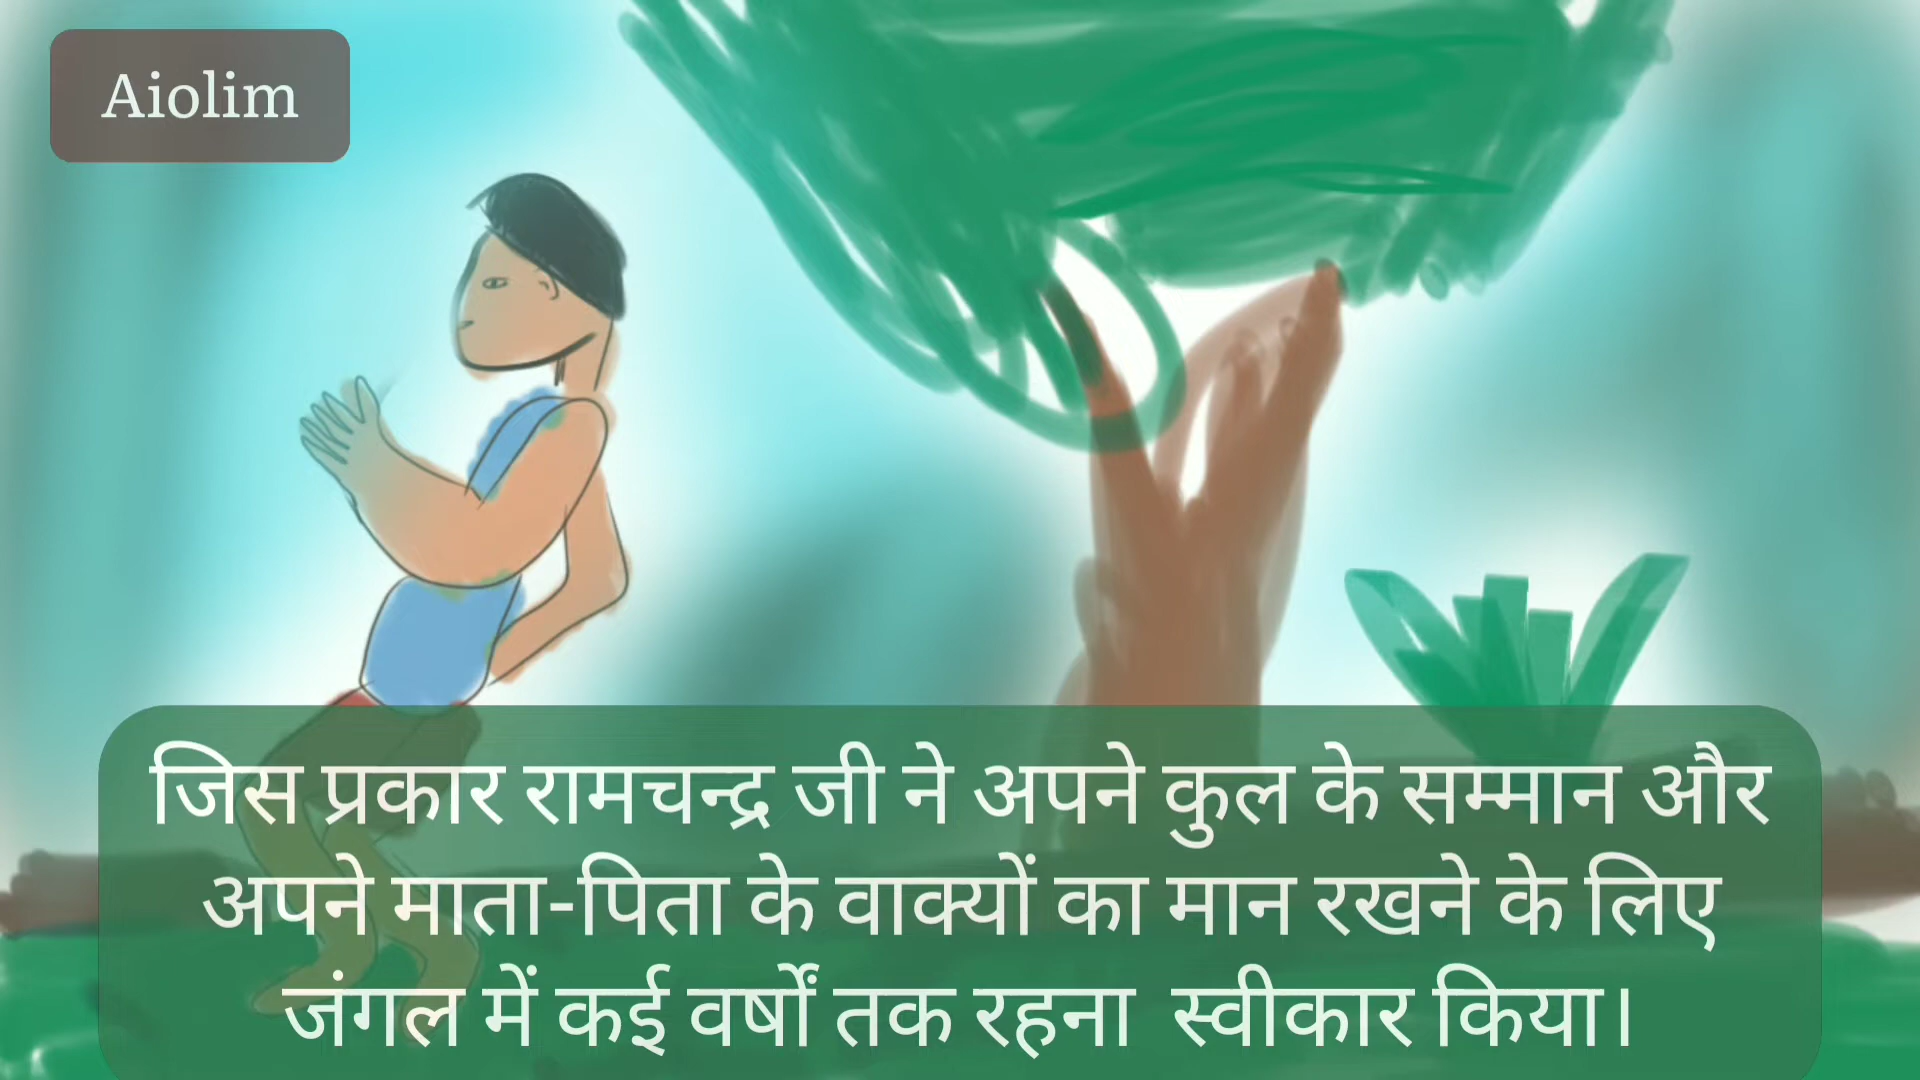 Aiolim
जिस प्रकार रामचन्द्र जी ने अपने कुल के सम्मान और
अपने माता-पिता के वाक्यों का मान रखने के लिए
जंगल में कई वर्षों तक रहना स्वीकार किया।